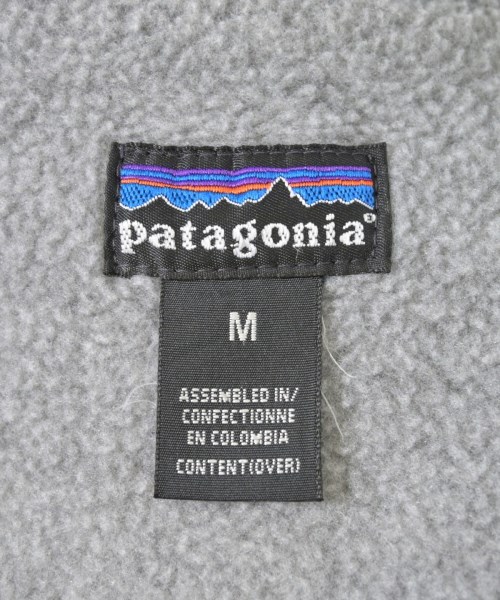 patagonia®
M
ASSEMBLED IN/
CONFECTIONNE
EN COLOMBIA
CONTENT(OVER)